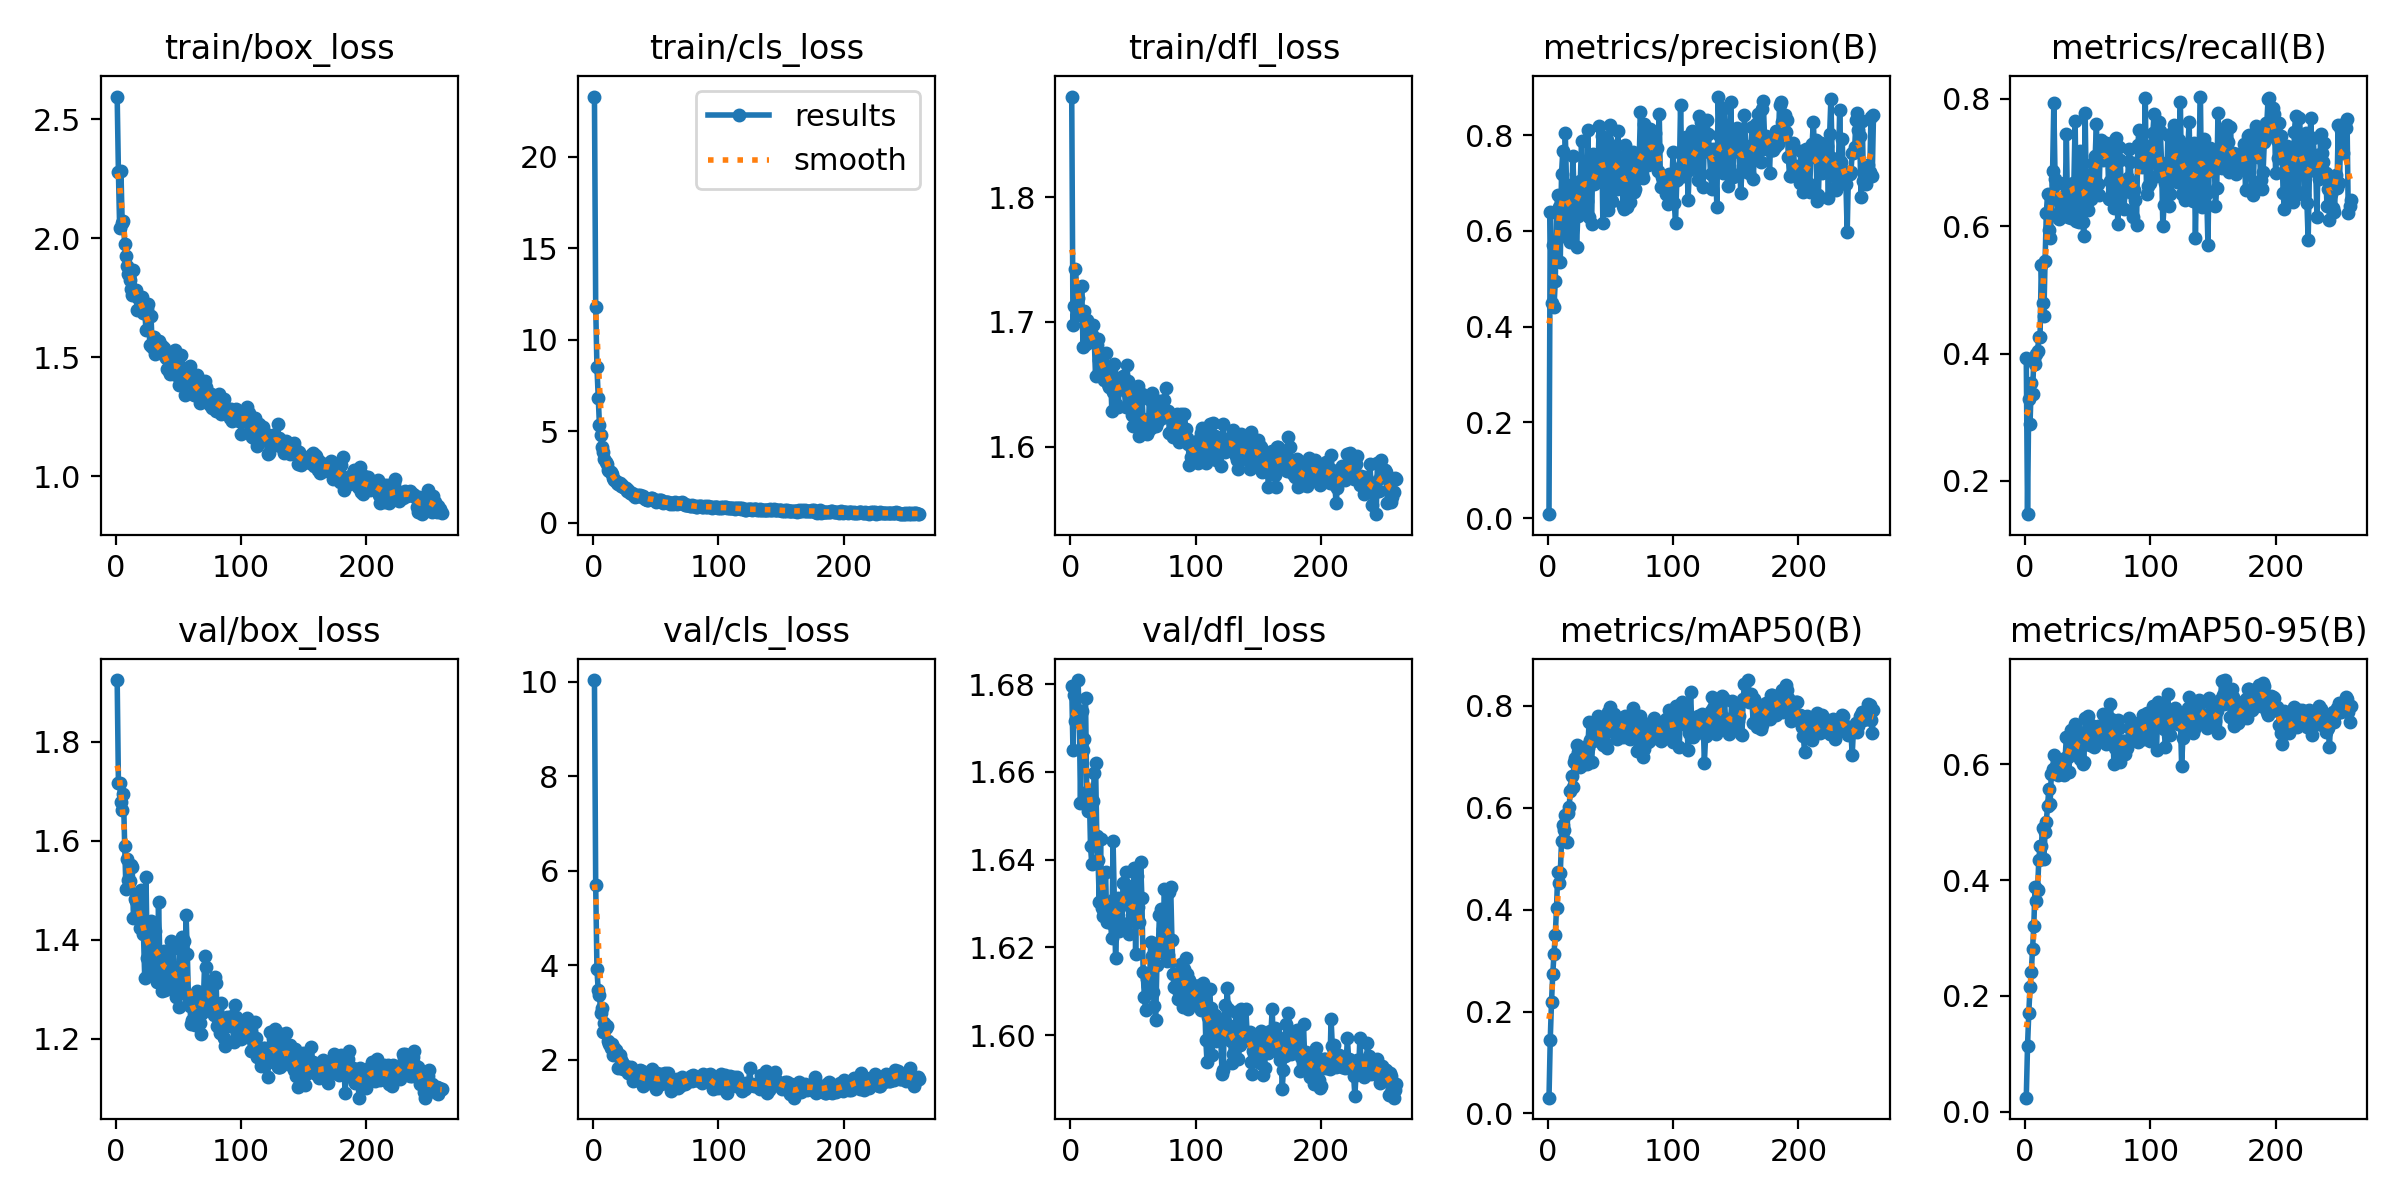 train/box_loss
2.5
2.0
1.5
1.0
0 100 200
train/cls_loss
results
smooth
20
15
10
5
0
0 100 200
train/dfl_loss
1.8
1.7
1.6
0 100 200
metrics/precision(B)
0.8
0.6
0.4
0.2
0.0
0 100 200
metrics/recall(B)
0.8
0.6
0.4
0.2
0 100 200
val/box_loss
1.8
1.6
1.4
1.2
0 100 200
val/cls_loss
10
8
6
4
2
0 100 200
val/dfl_loss
1.68
1.66
1.64
1.62
1.60
0 100 200
metrics/mAP50(B)
0.8
0.6
0.4
0.2
0.0
0 100 200
metrics/mAP50-95(B)
0.6
0.4
0.2
0.0
0 100 200